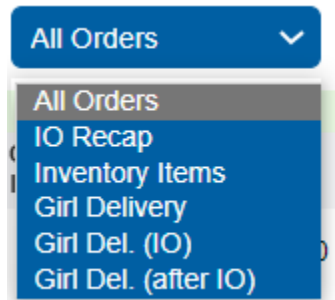 All Orders
All Orders
IO Recap
Inventory Items
Girl Delivery
Girl Del. (IO)
Girl Del. (after IO)